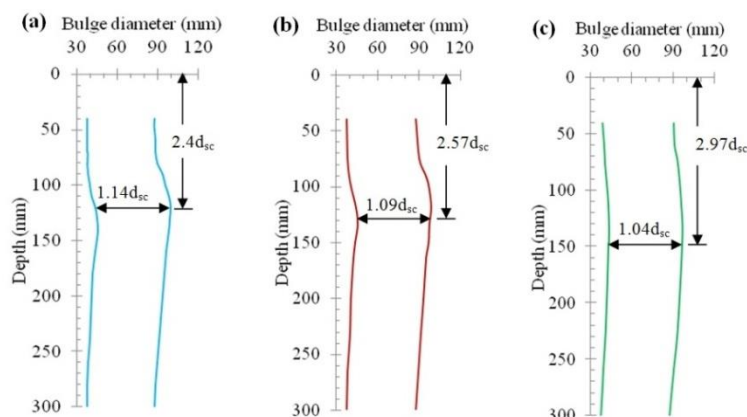 (a)
Bulge diameter (mm)
30 60 90 120
0
50
100
150
200
250
300
Depth (mm)
2.4dsc
1.14dsc
(b)
Bulge diameter (mm)
30 60 90 120
0
50
100
150
200
250
300
Depth (mm)
2.57dsc
1.09dsc
(c)
Bulge diameter (mm)
30 60 90 120
0
50
100
150
200
250
300
Depth (mm)
2.97dsc
1.04dsc